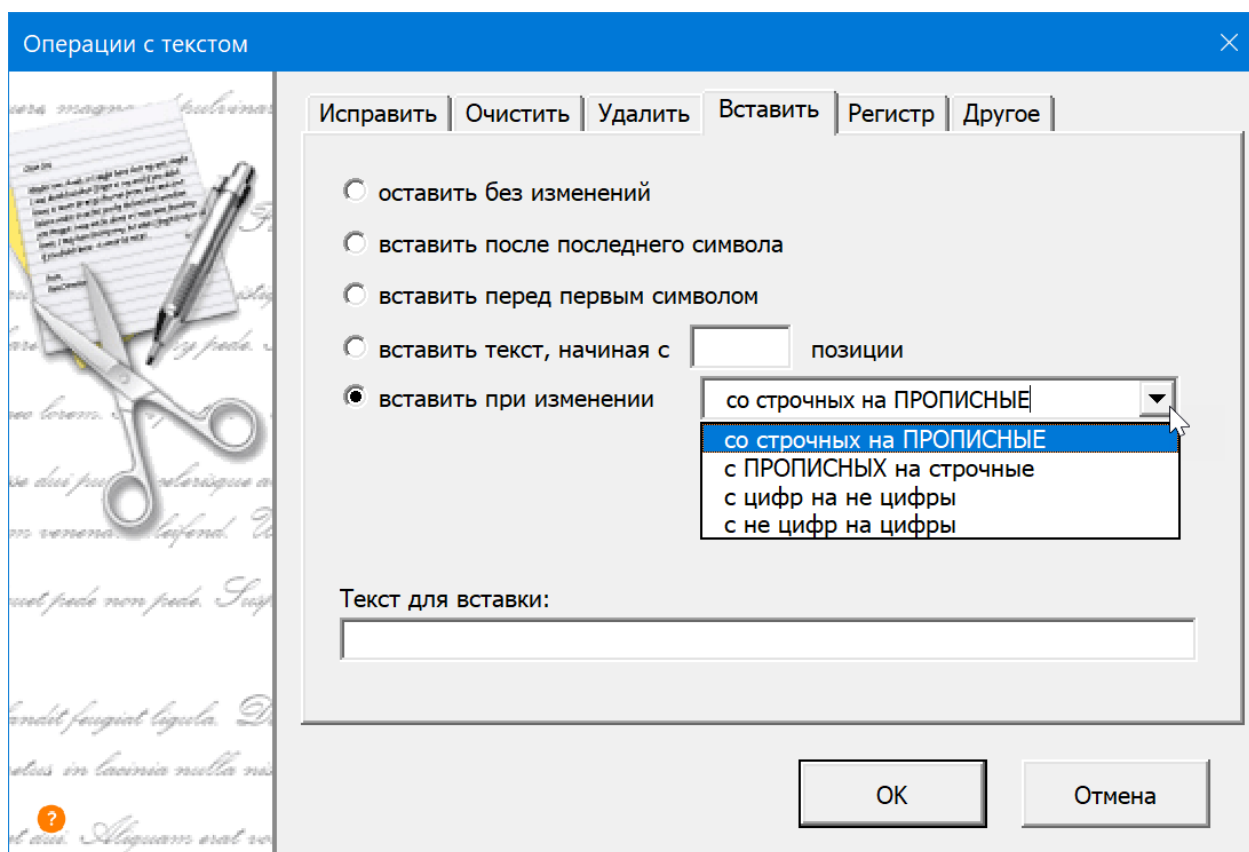 Операции с текстом
Исправить Очистить Удалить Вставить Регистр Другое
оставить без изменений
вставить после последнего символа
вставить перед первым символом
вставить текст, начиная с позиции
вставить при изменении со строчных на ПРОПИСНЫЕ
со строчных на ПРОПИСНЫЕ
с ПРОПИСНЫХ на строчные
с цифр на не цифры
с не цифр на цифры
Текст для вставки:
?
OK Отмена